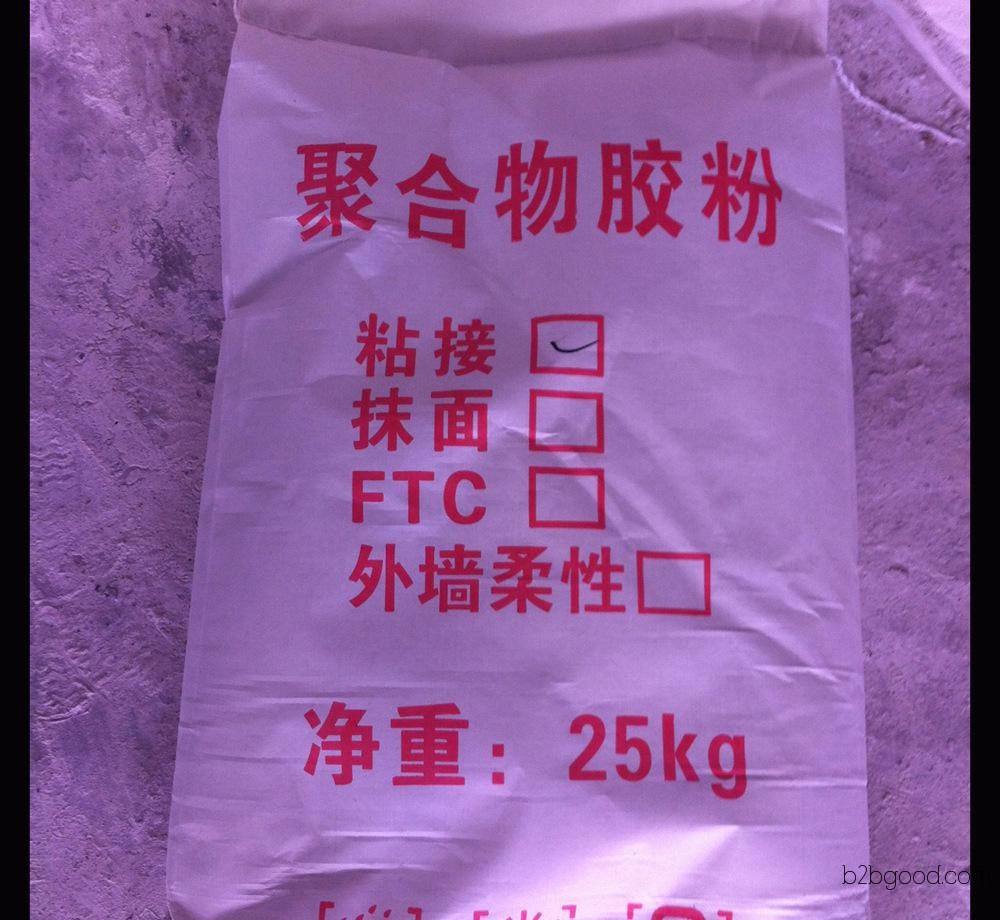 聚合物胶粉
粘接 ☑
抹面 □
FTC □
外墙柔性 □
净重：25kg
b2bgood.co